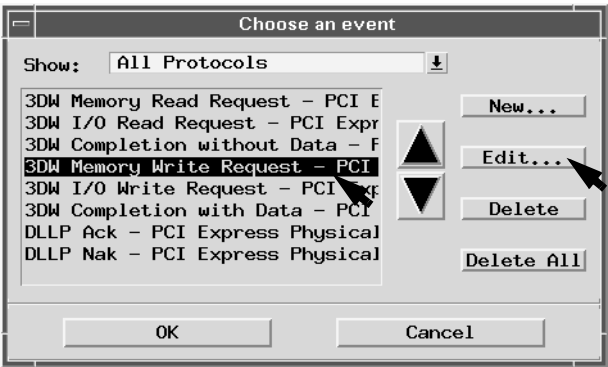 Choose an event
Show: All Protocols
3DW Memory Read Request - PCI E
3DW I/O Read Request - PCI Expr
3DW Completion without Data - P
3DW Memory Write Request - PCI
3DW I/O Write Request - PCI Exp
3DW Completion with Data - PCI
DLLP Ack - PCI Express Physical
DLLP Nak - PCI Express Physical
New...
Edit...
Delete
Delete All
OK
Cancel